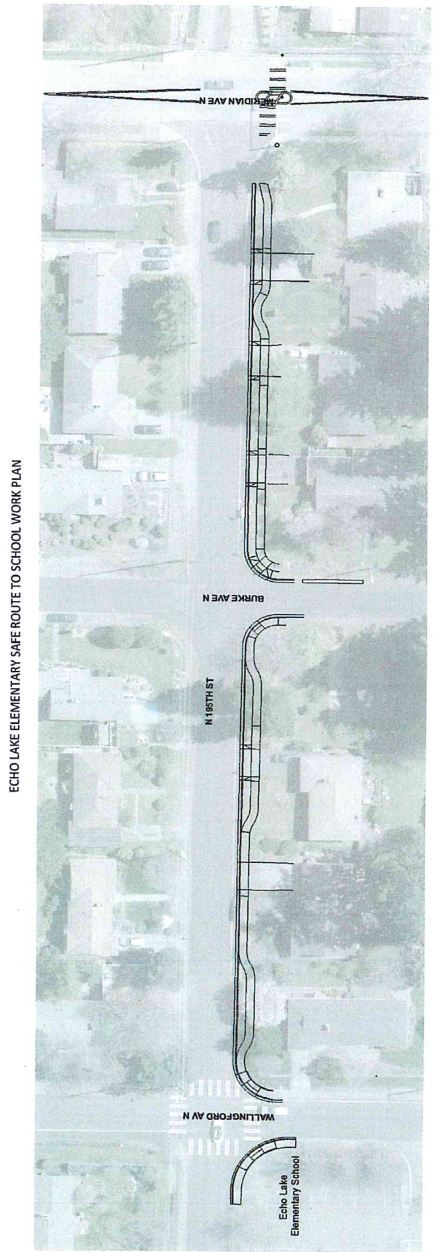 ECHO LAKE ELEMENTARY SAFE ROUTE TO SCHOOL WORK PLAN
MERIDIAN AVE N
BURKE AVE N
N 195TH ST
WALLINGFORD AV N
Echo Lake
Elementary School